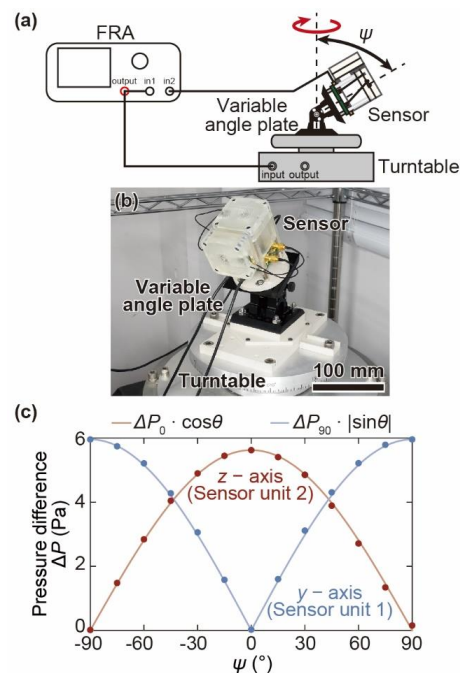 (a)
FRA
output in1 in2
ψ
Variable
angle plate
Sensor
Turntable
input output
(b)
Sensor
Variable
angle plate
Turntable
100 mm
(c)
ΔP₀ · cosθ
ΔP₉₀ · |sinθ|
Pressure difference
ΔP (Pa)
6
4
2
0
z – axis
(Sensor unit 2)
y – axis
(Sensor unit 1)
-90 -60 -30 0 30 60 90
ψ (°)